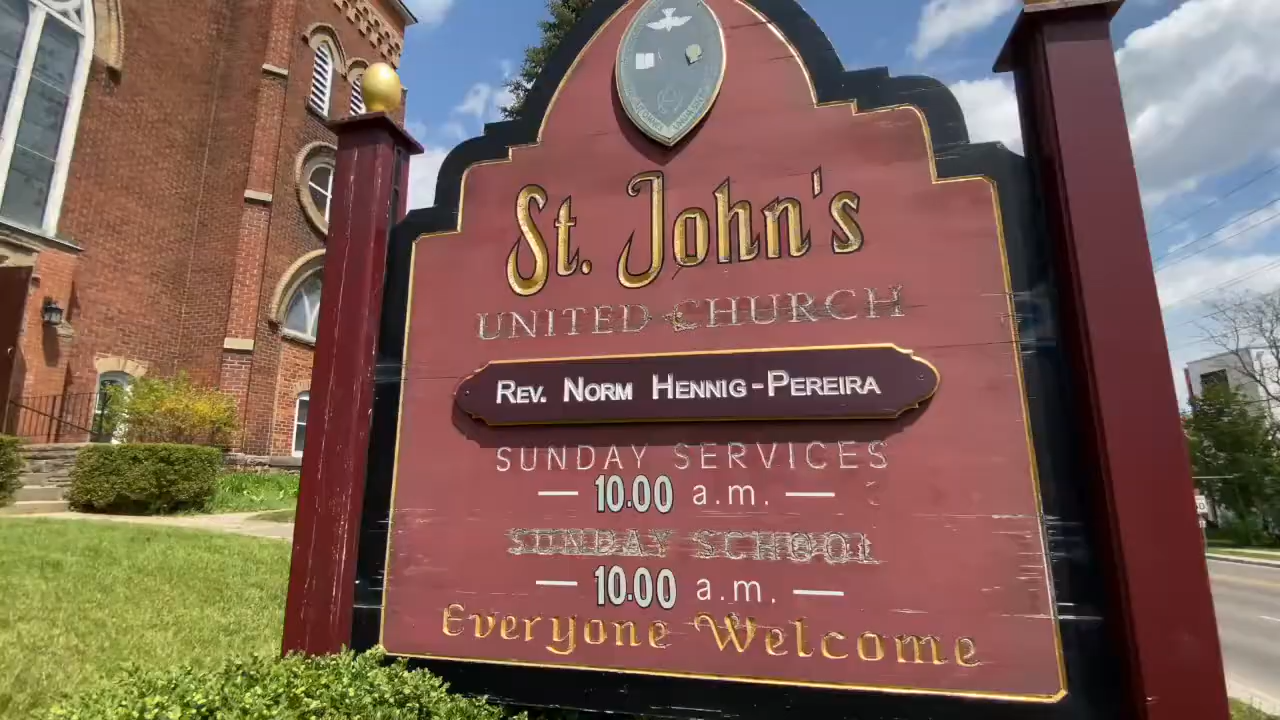 St. John's
UNITED CHURCH
REV. NORM HENNIG-PEREIRA
SUNDAY SERVICES
— 10.00 a.m. —
SUNDAY SCHOOL
— 10.00 a.m. —
Everyone Welcome